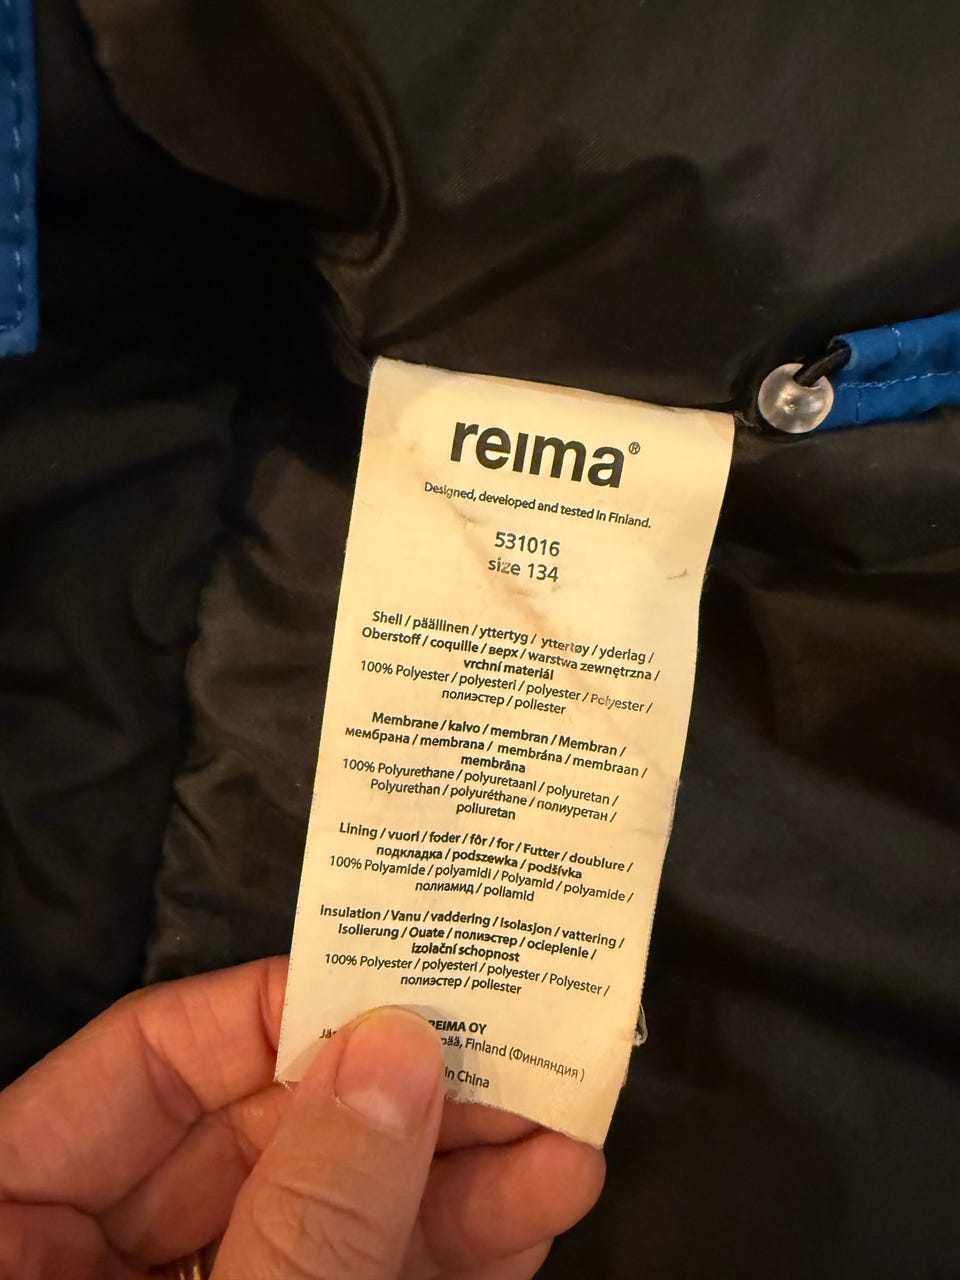 reima®
Designed, developed and tested in Finland.
531016
size 134
Shell / päällinen / yttertyg / yttertøy / yderlag /
Oberstoff / coquille / верх / warstwa zewnętrzna /
vrchní materiál
100% Polyester / polyesteri / polyester / Polyester /
полиэстер / poliester
Membrane / kalvo / membran / Membran /
мембрана / membrana / membrána / membraan /
membrāna
100% Polyurethane / polyuretaani / polyuretan /
Polyurethan / polyuréthane / полиуретан /
poliuretan
Lining / vuori / foder / fôr / for / Futter / doublure /
подкладка / podszewka / podšívka
100% Polyamide / polyamidi / Polyamid / polyamide /
полиамид / poliamid
Insulation / Vanu / vaddering / isolasjon / vattering /
Isolierung / Ouate / полиэстер / ocieplenie /
izolační schopnost
100% Polyester / polyesteri / polyester / Polyester /
полиэстер / poliester
REIMA OY
Finland (Финляндия)
in China